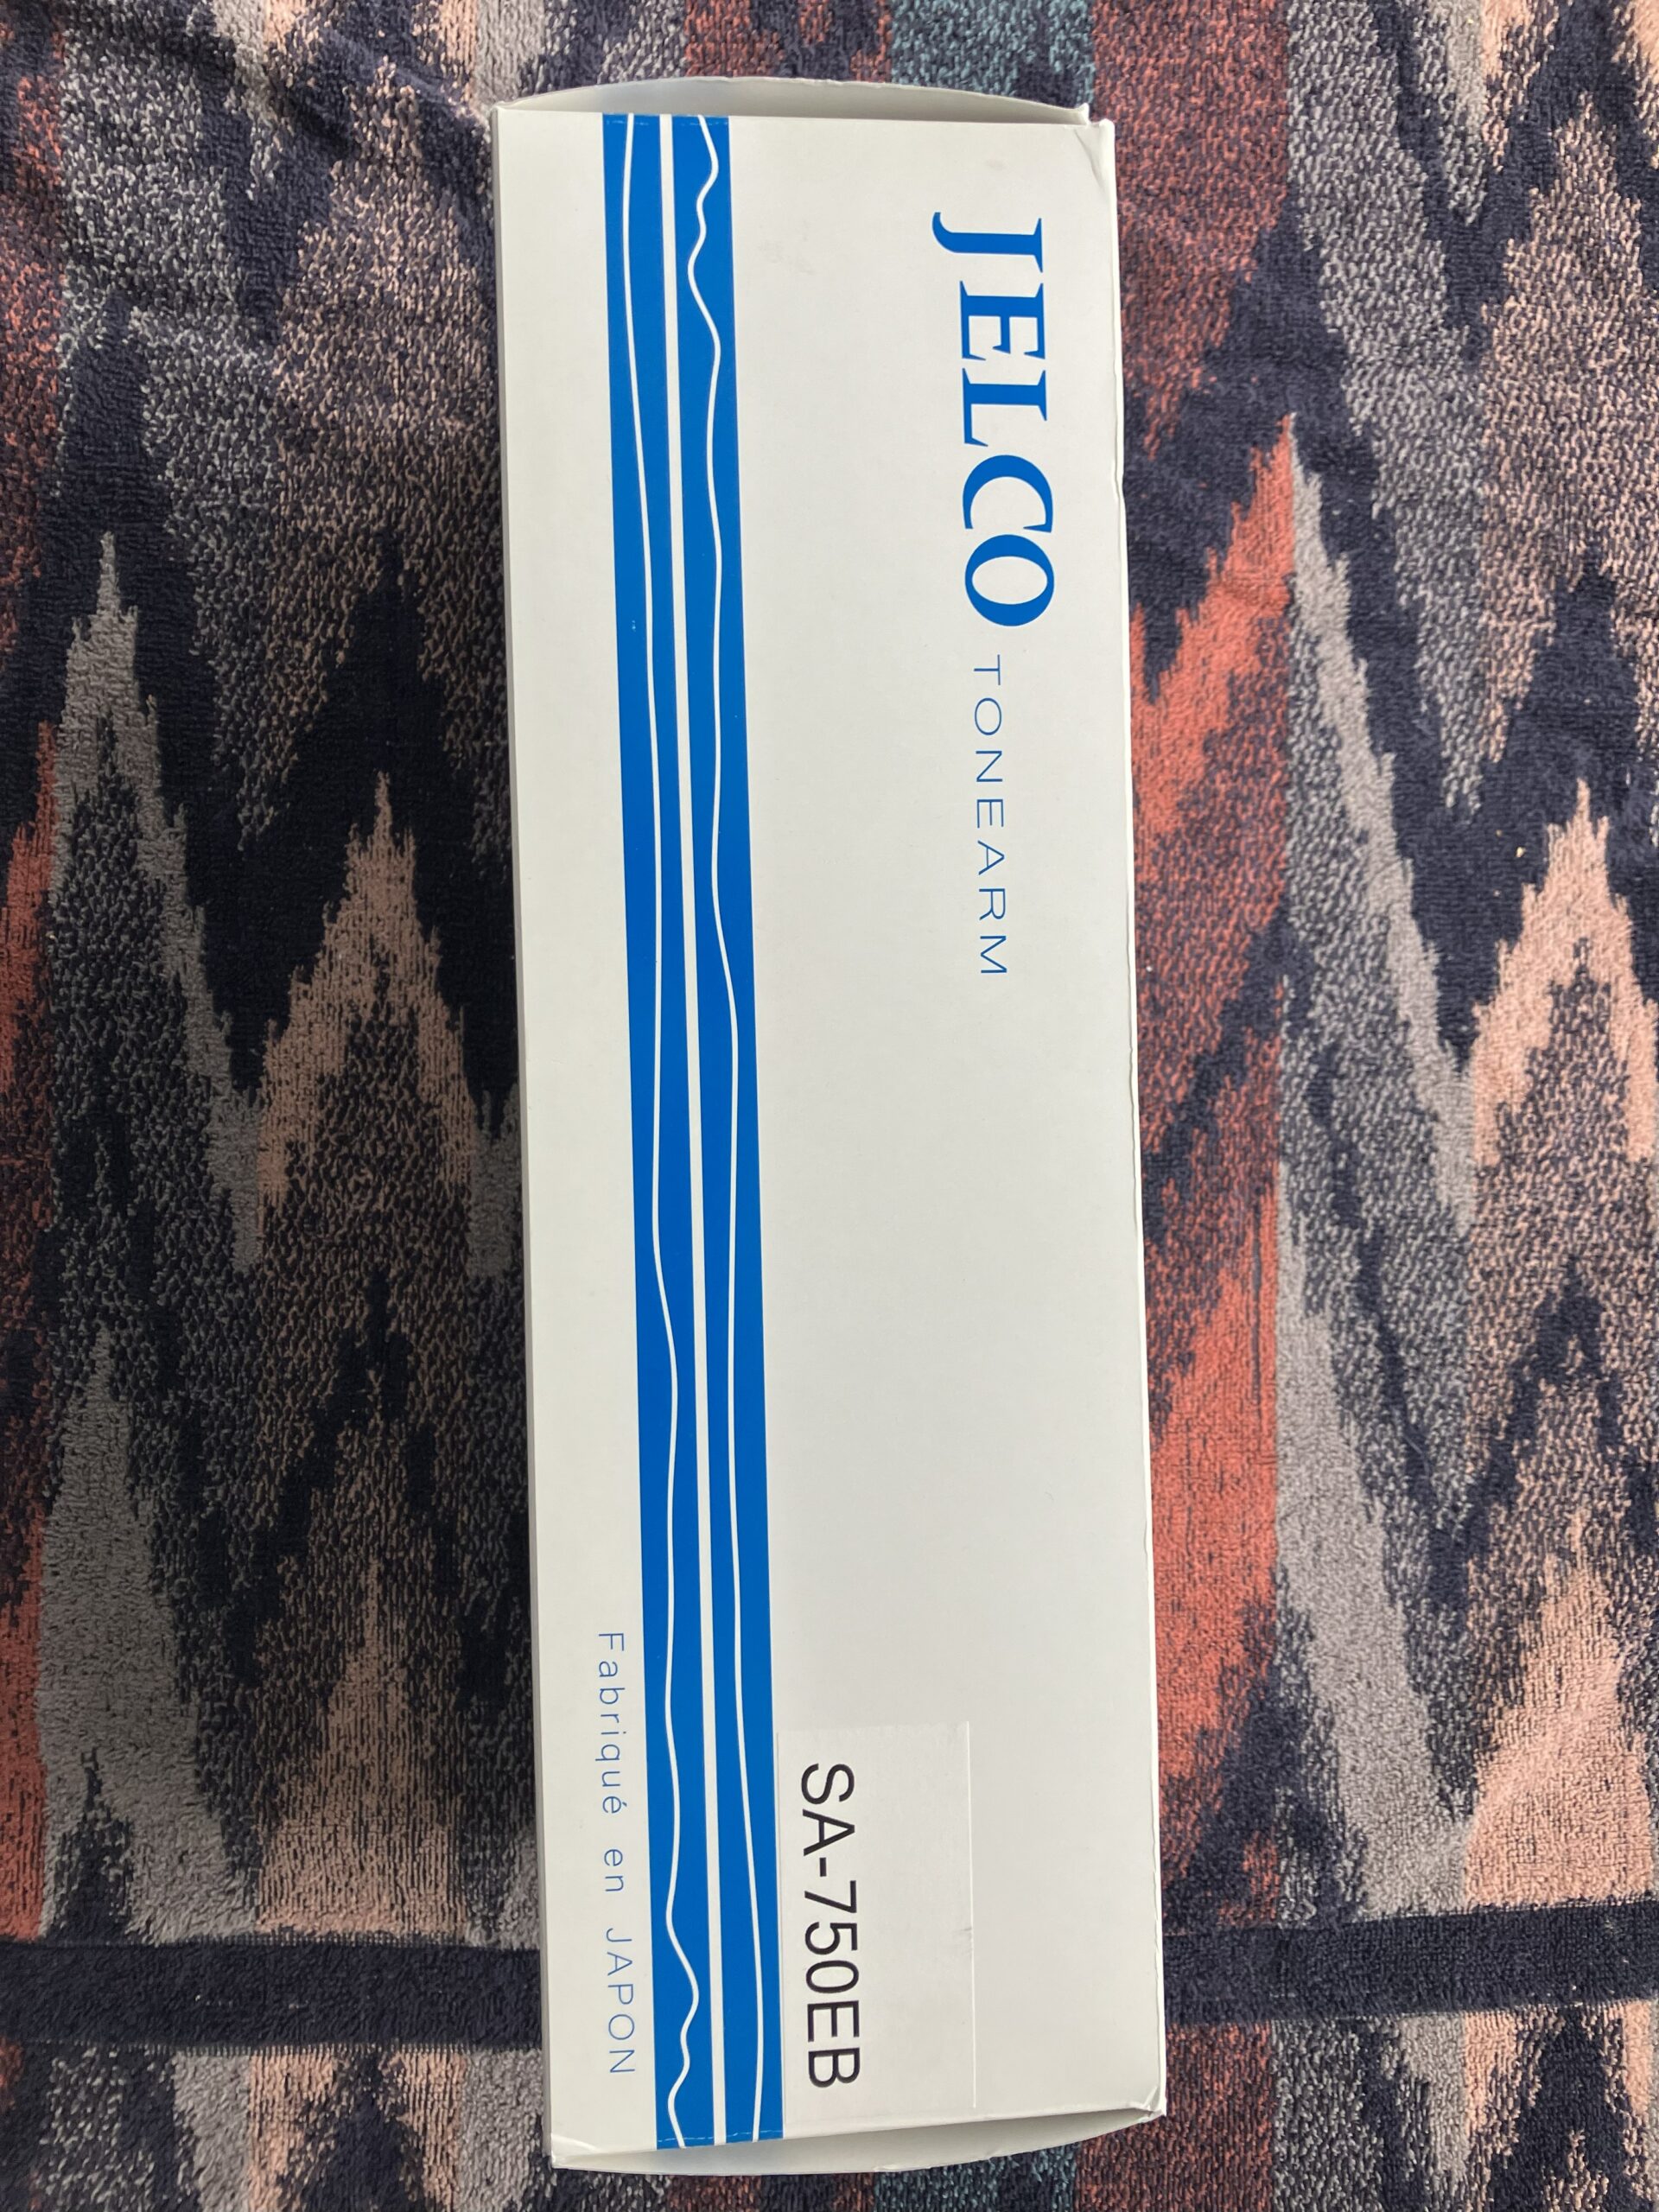 JELCO TONEARM
SA-750EB
Fabriqué en JAPON